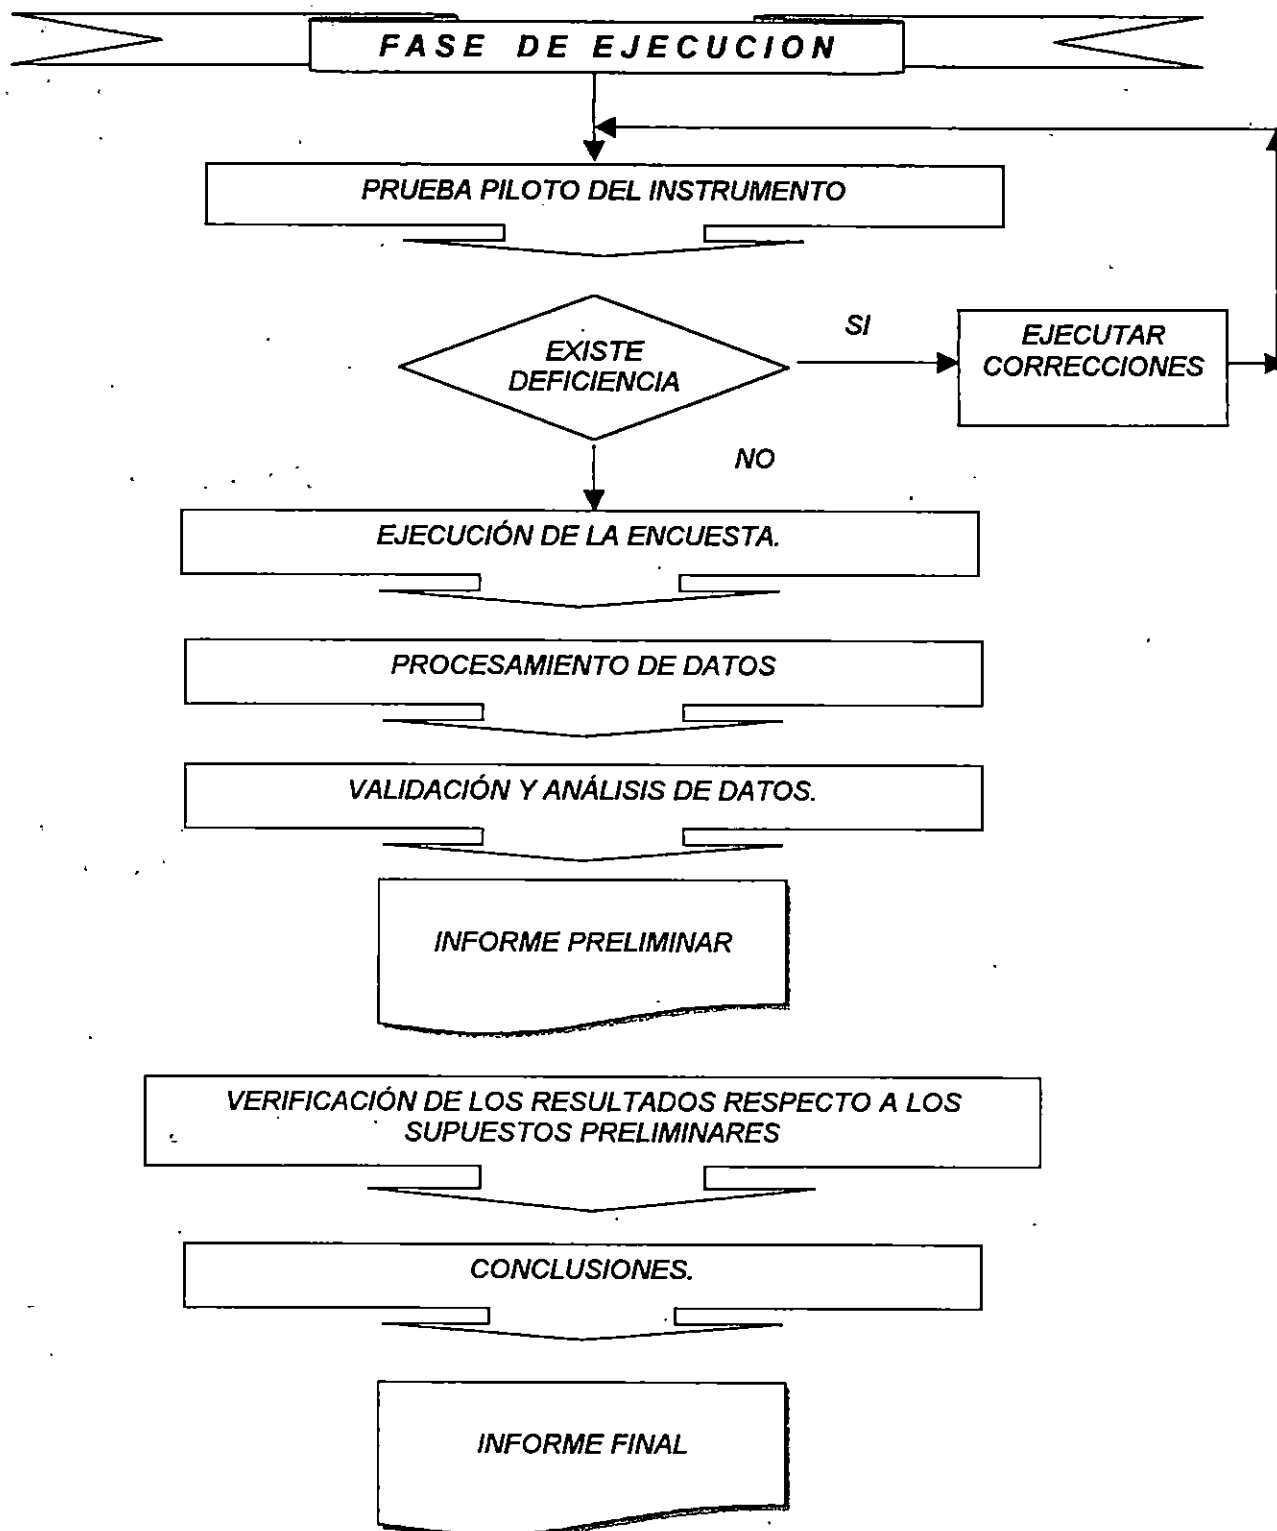 FASE DE EJECUCION
PRUEBA PILOTO DEL INSTRUMENTO
EXISTE
DEFICIENCIA
SI
EJECUTAR
CORRECCIONES
NO
EJECUCIÓN DE LA ENCUESTA.
PROCESAMIENTO DE DATOS
VALIDACIÓN Y ANÁLISIS DE DATOS.
INFORME PRELIMINAR
VERIFICACIÓN DE LOS RESULTADOS RESPECTO A LOS
SUPUESTOS PRELIMINARES
CONCLUSIONES.
INFORME FINAL